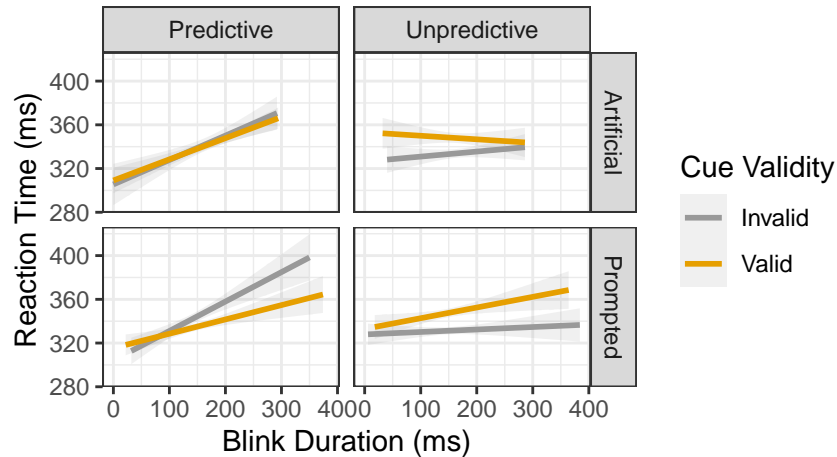 Predictive Unpredictive
400
360
320
280
Artificial
400
360
320
280
Prompted
0 100 200 300 400 0 100 200 300 400
Reaction Time (ms)
Blink Duration (ms)
Cue Validity
Invalid
Valid